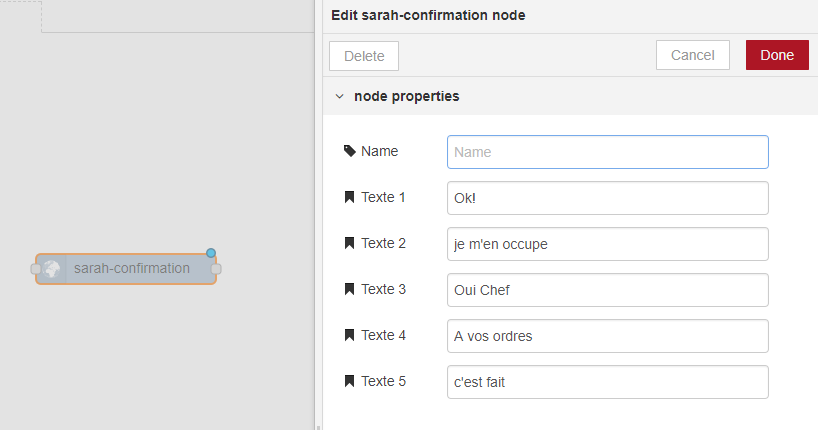 Edit sarah-confirmation node
Delete
Cancel
Done
node properties
Name
Name
Texte 1
Ok!
Texte 2
je m'en occupe
sarah-confirmation
Texte 3
Oui Chef
Texte 4
A vos ordres
Texte 5
c'est fait